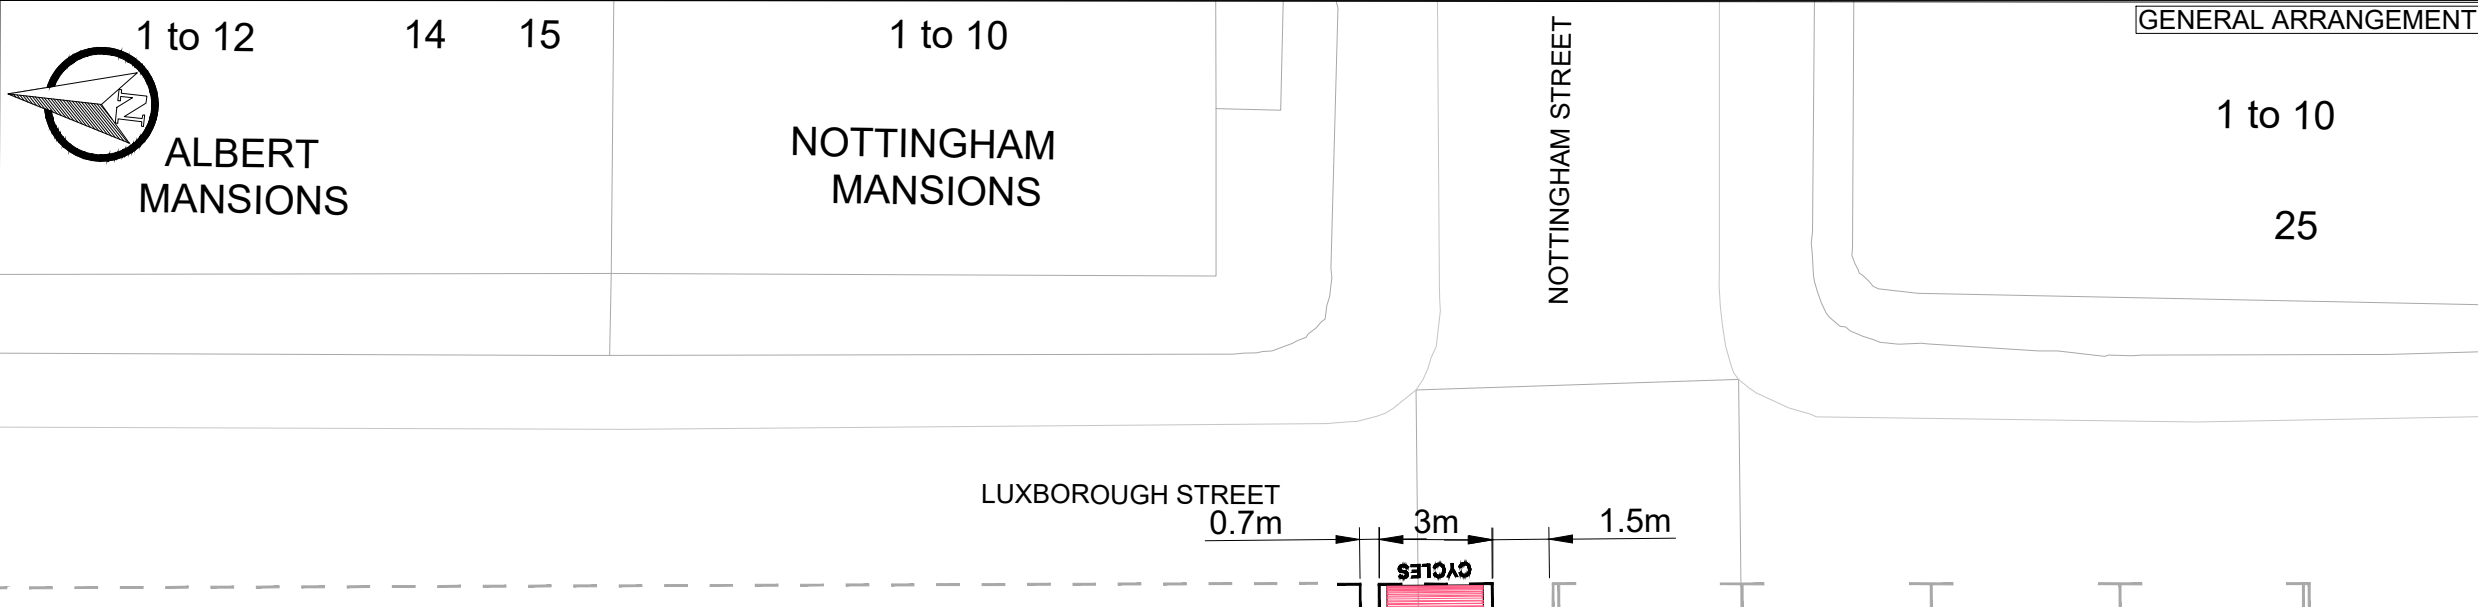 1 to 12
14
15
1 to 10
GENERAL ARRANGEMENT
N
ALBERT
MANSIONS
NOTTINGHAM
MANSIONS
NOTTINGHAM STREET
1 to 10
25
LUXBOROUGH STREET
0.7m
3m
1.5m
CYCLES